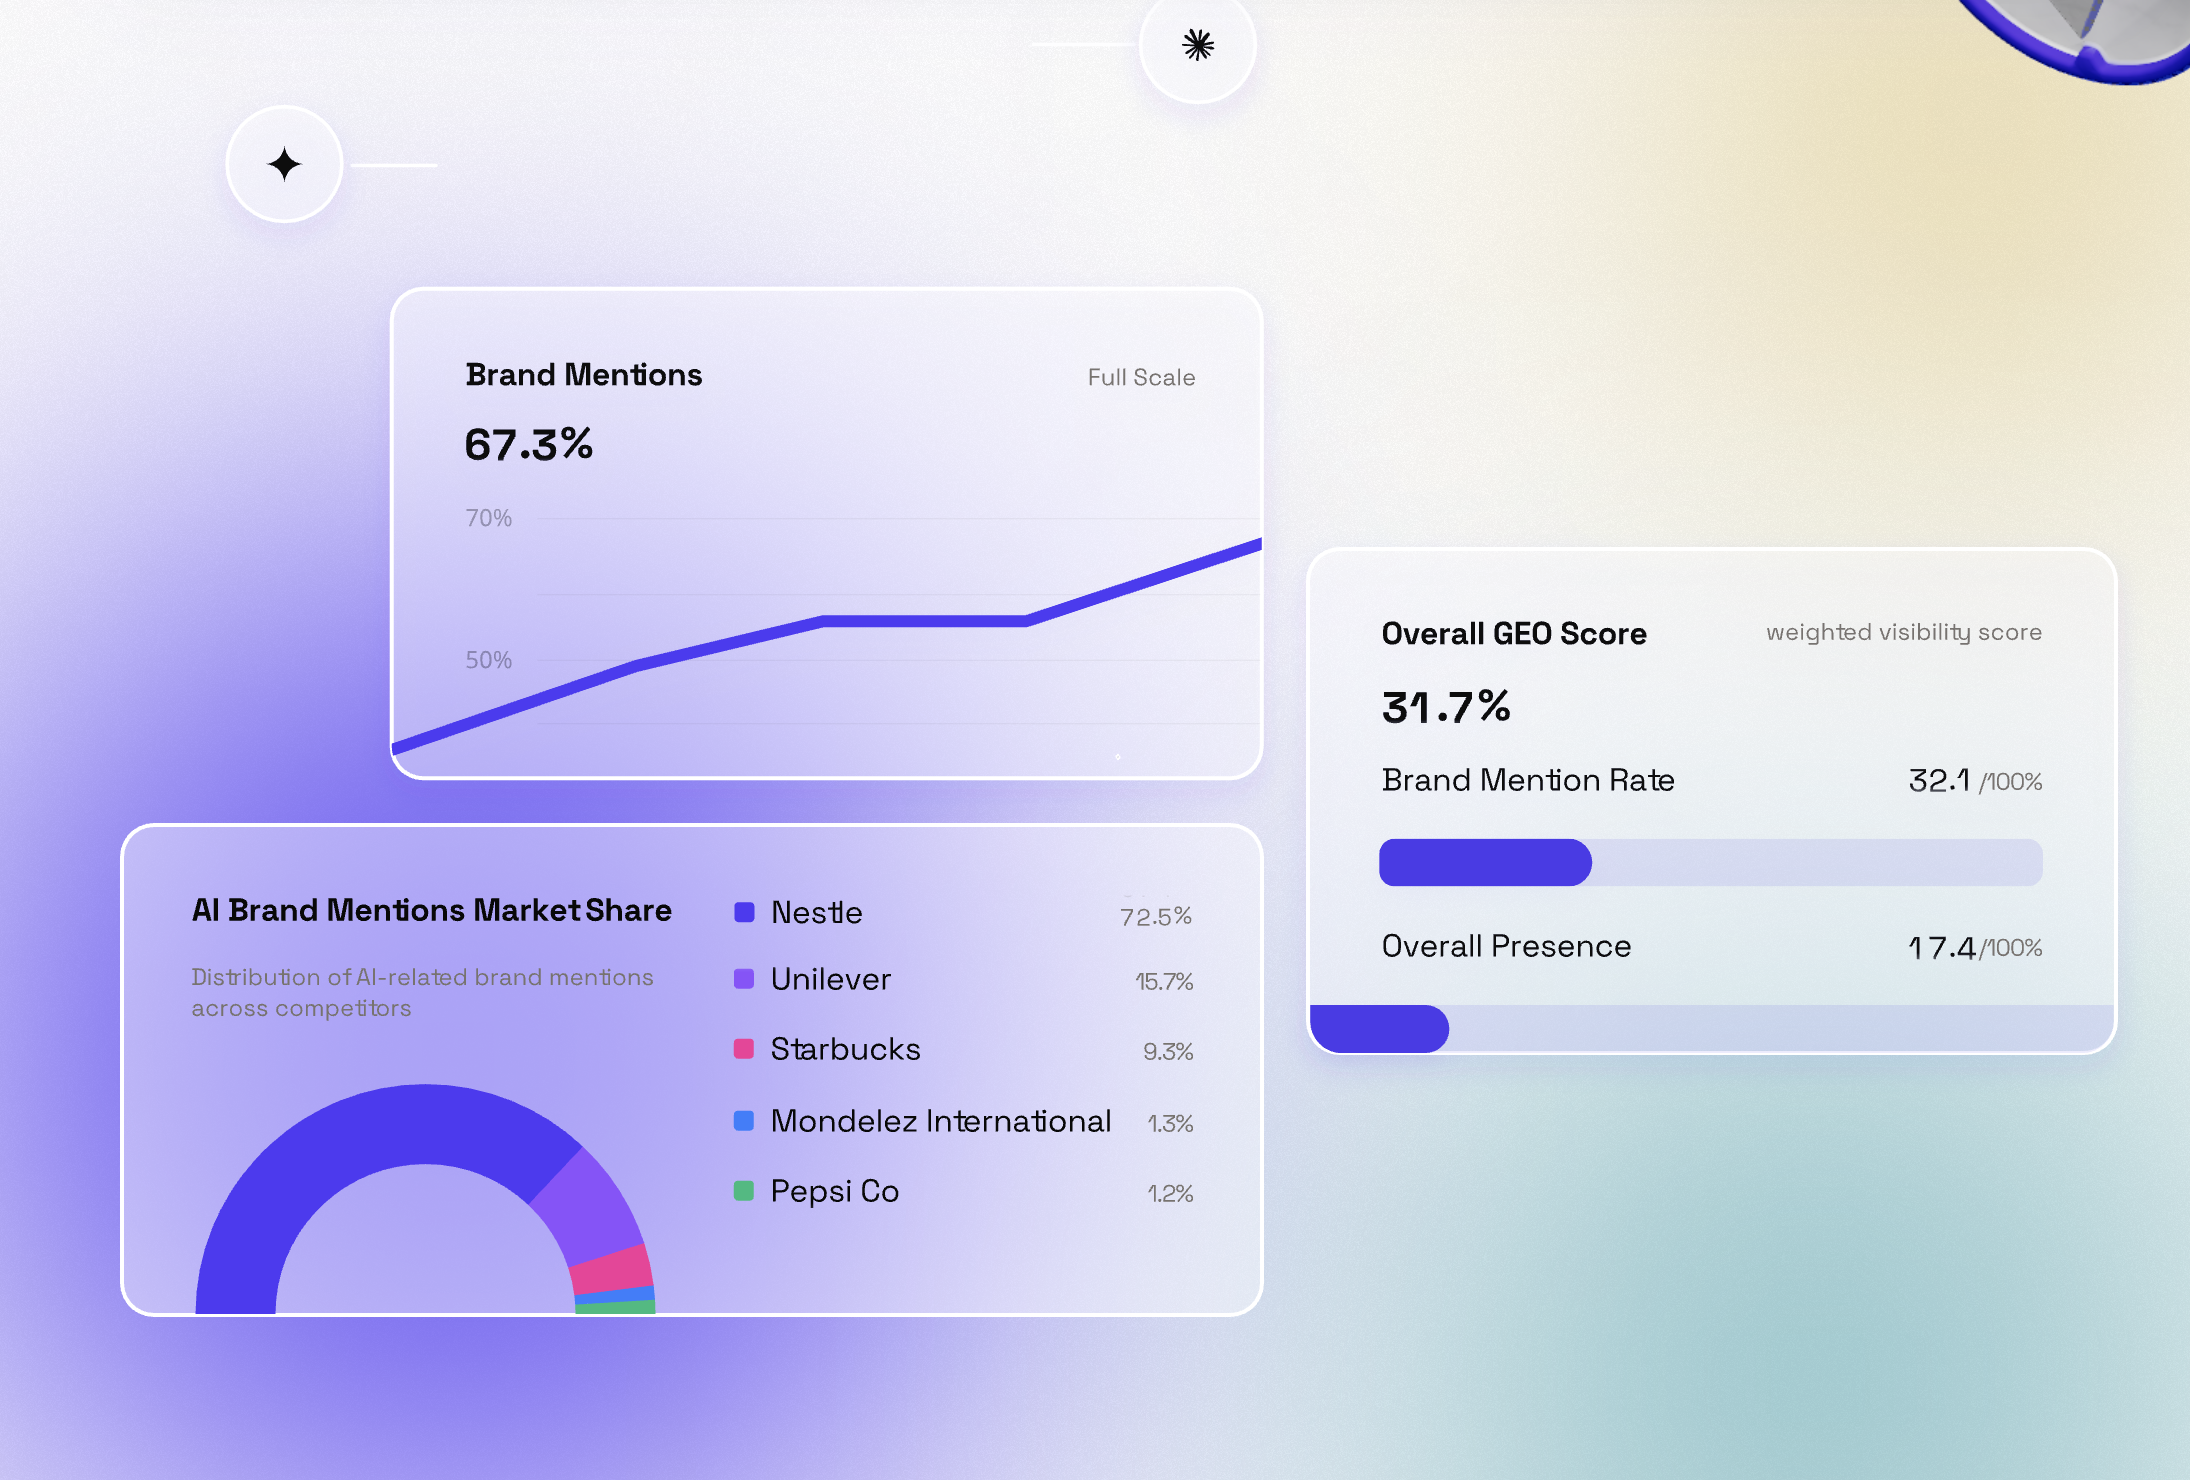 Brand Mentions
Full Scale
67.3%
70%
50%
Overall GEO Score
weighted visibility score
31.7%
Brand Mention Rate
32.1 /100%
Overall Presence
17.4/100%
AI Brand Mentions Market Share
Distribution of AI-related brand mentions
across competitors
Nestle
72.5%
Unilever
15.7%
Starbucks
9.3%
Mondelez International
1.3%
Pepsi Co
1.2%